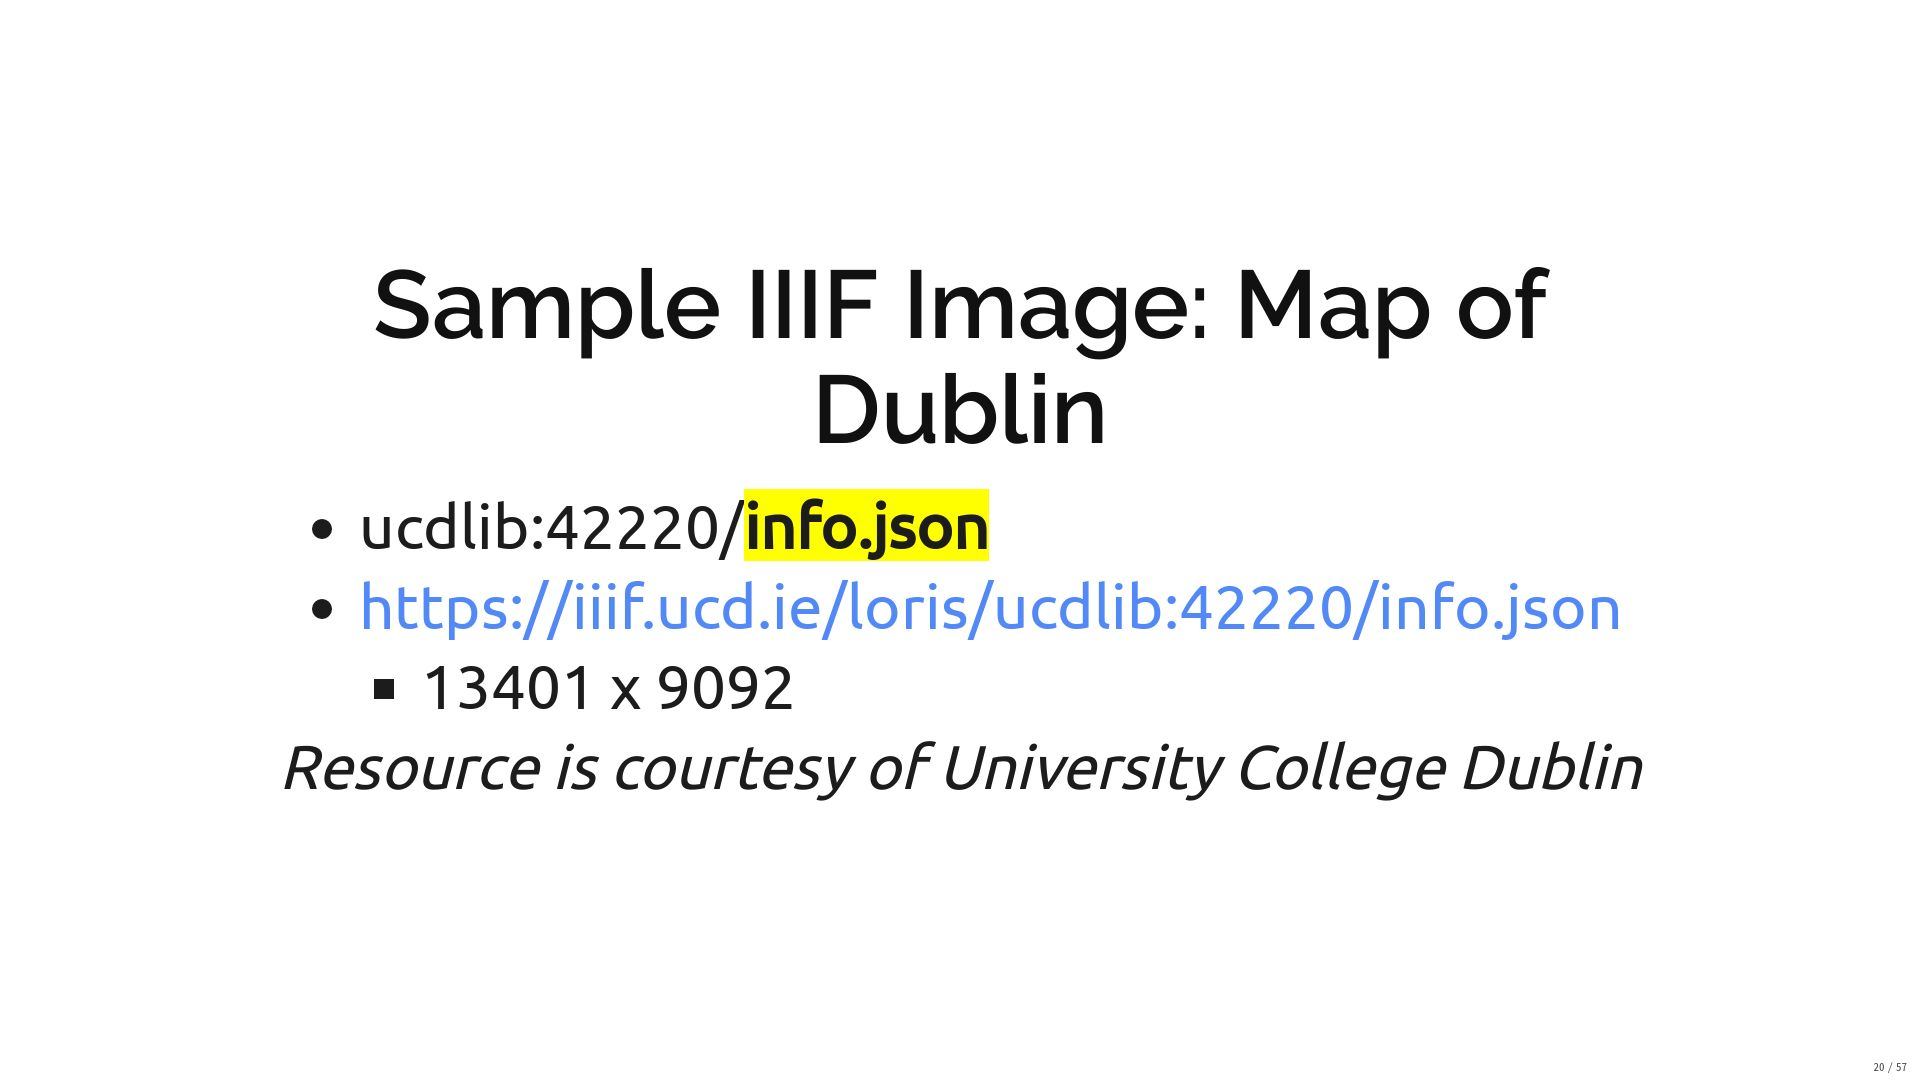 Sample IIIF Image: Map of
Dublin
ucdlib:42220/info.json
https://iiif.ucd.ie/loris/ucdlib:42220/info.json
13401 x 9092
Resource is courtesy of University College Dublin
20 / 57